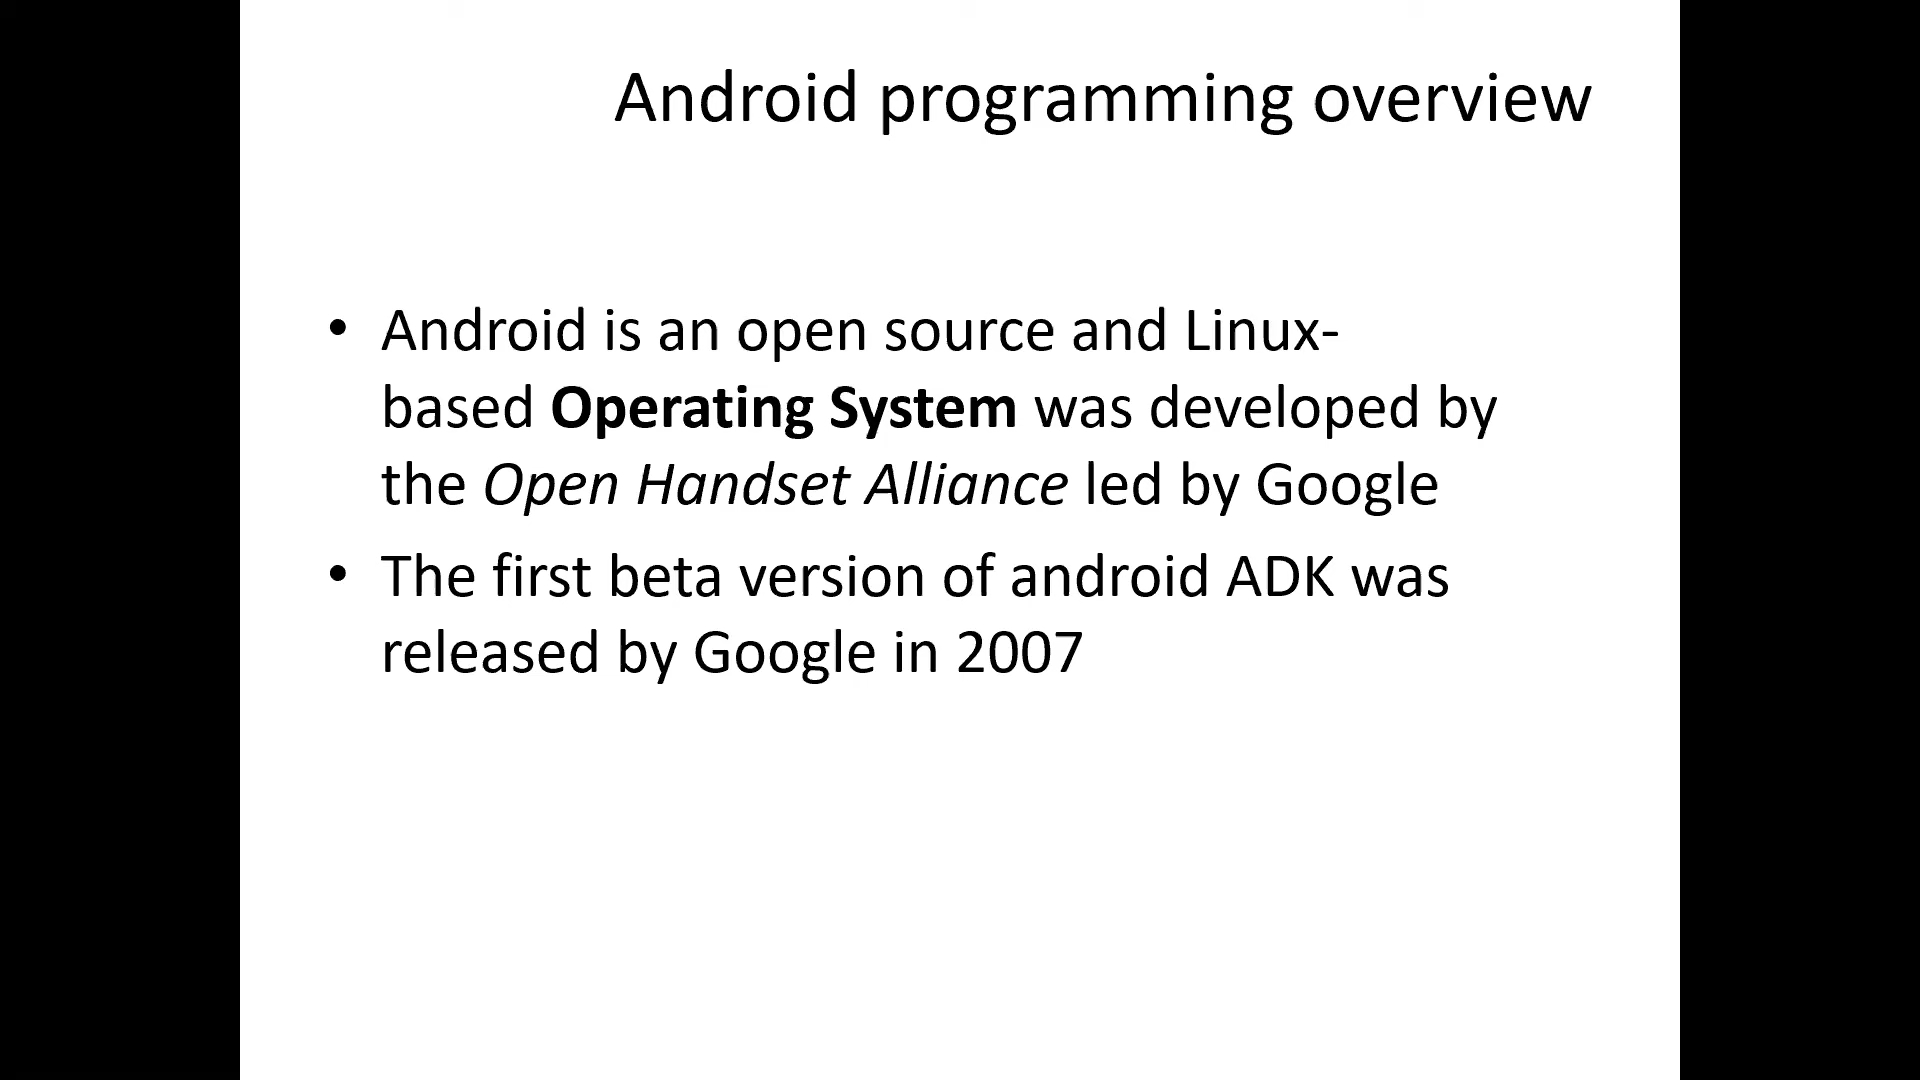 Android programming overview
• Android is an open source and Linux-
based Operating System was developed by
the Open Handset Alliance led by Google
• The first beta version of android ADK was
released by Google in 2007